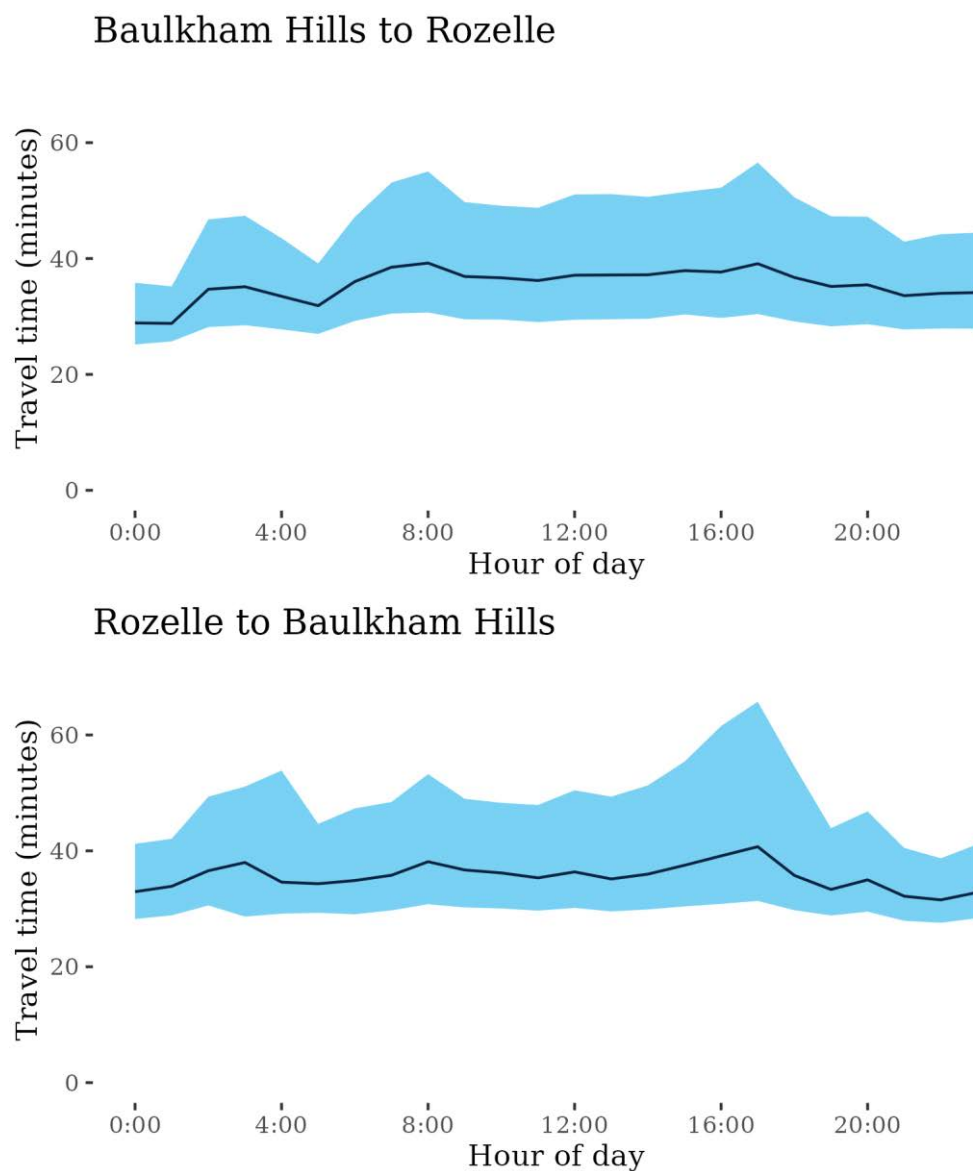 Baulkham Hills to Rozelle
Travel time (minutes)
60
40
20
0
0:00 4:00 8:00 12:00 16:00 20:00
Hour of day
Rozelle to Baulkham Hills
Travel time (minutes)
60
40
20
0
0:00 4:00 8:00 12:00 16:00 20:00
Hour of day